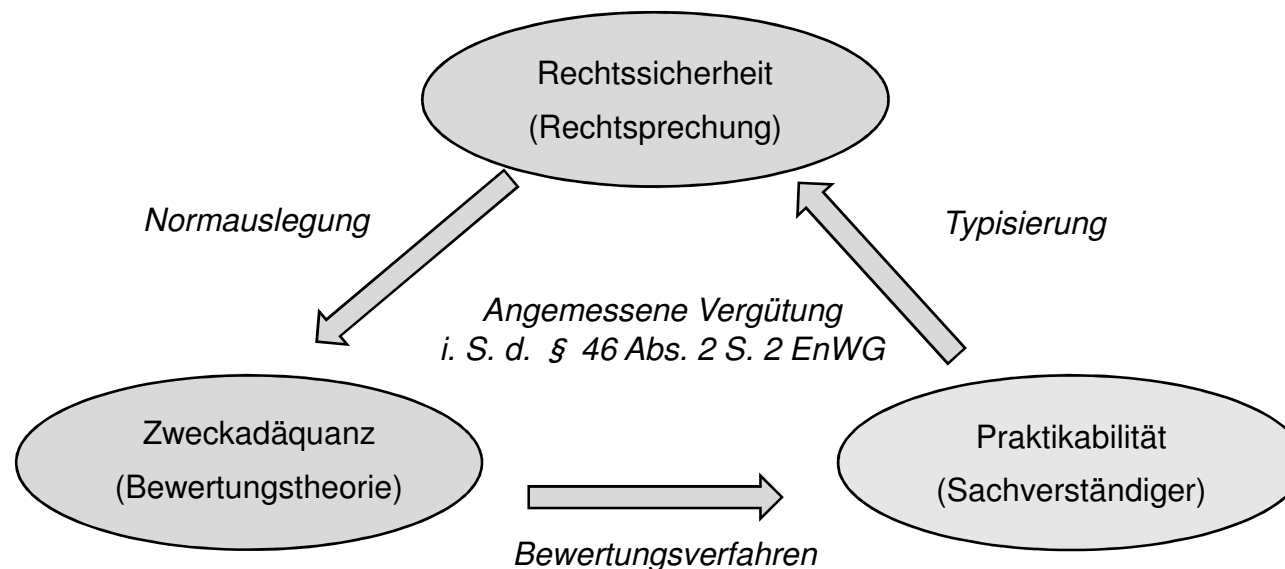 Rechtssicherheit
(Rechtsprechung)
Normauslegung
Typisierung
Angemessene Vergütung
i. S. d. § 46 Abs. 2 S. 2 EnWG
Zweckadäquanz
(Bewertungstheorie)
Praktikabilität
(Sachverständiger)
Bewertungsverfahren